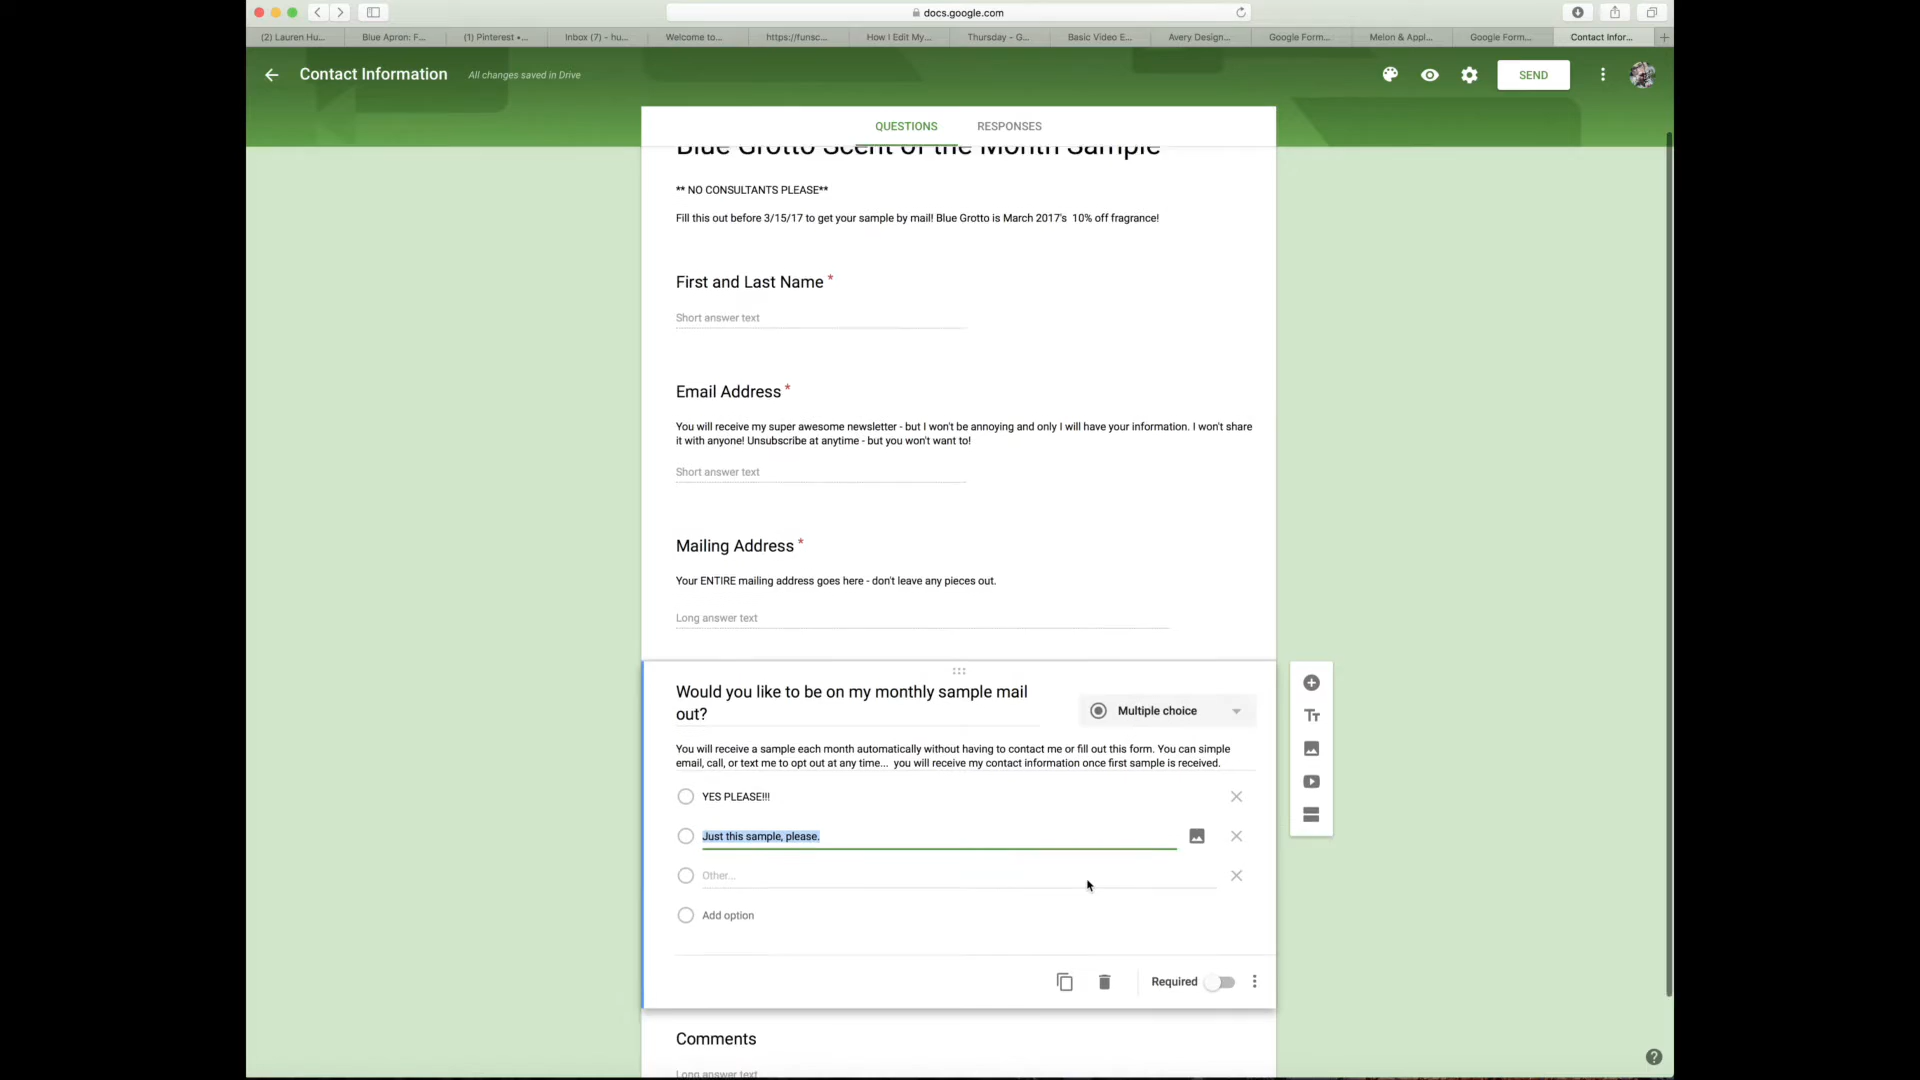 docs.google.com
(2) Lauren Hu...
Blue Apron: F...
(1) Pinterest •...
Inbox (7) - hu...
Welcome to...
https://funsc...
How I Edit My...
Thursday - G...
Basic Video E...
Avery Design...
Google Form...
Melon & Appl...
Google Form...
Contact Infor...
Contact Information
All changes saved in Drive
SEND
QUESTIONS
RESPONSES
Blue Grotto Scent of the Month Sample
** NO CONSULTANTS PLEASE**
Fill this out before 3/15/17 to get your sample by mail! Blue Grotto is March 2017's 10% off fragrance!
First and Last Name *
Short answer text
Email Address *
You will receive my super awesome newsletter - but I won't be annoying and only I will have your information. I won't share
it with anyone! Unsubscribe at anytime - but you won't want to!
Short answer text
Mailing Address *
Your ENTIRE mailing address goes here - don't leave any pieces out.
Long answer text
Would you like to be on my monthly sample mail
out?
Multiple choice
You will receive a sample each month automatically without having to contact me or fill out this form. You can simple
email, call, or text me to opt out at any time... you will receive my contact information once first sample is received.
YES PLEASE!!!
Just this sample, please.
Other...
Add option
Required
Comments
Long answer text